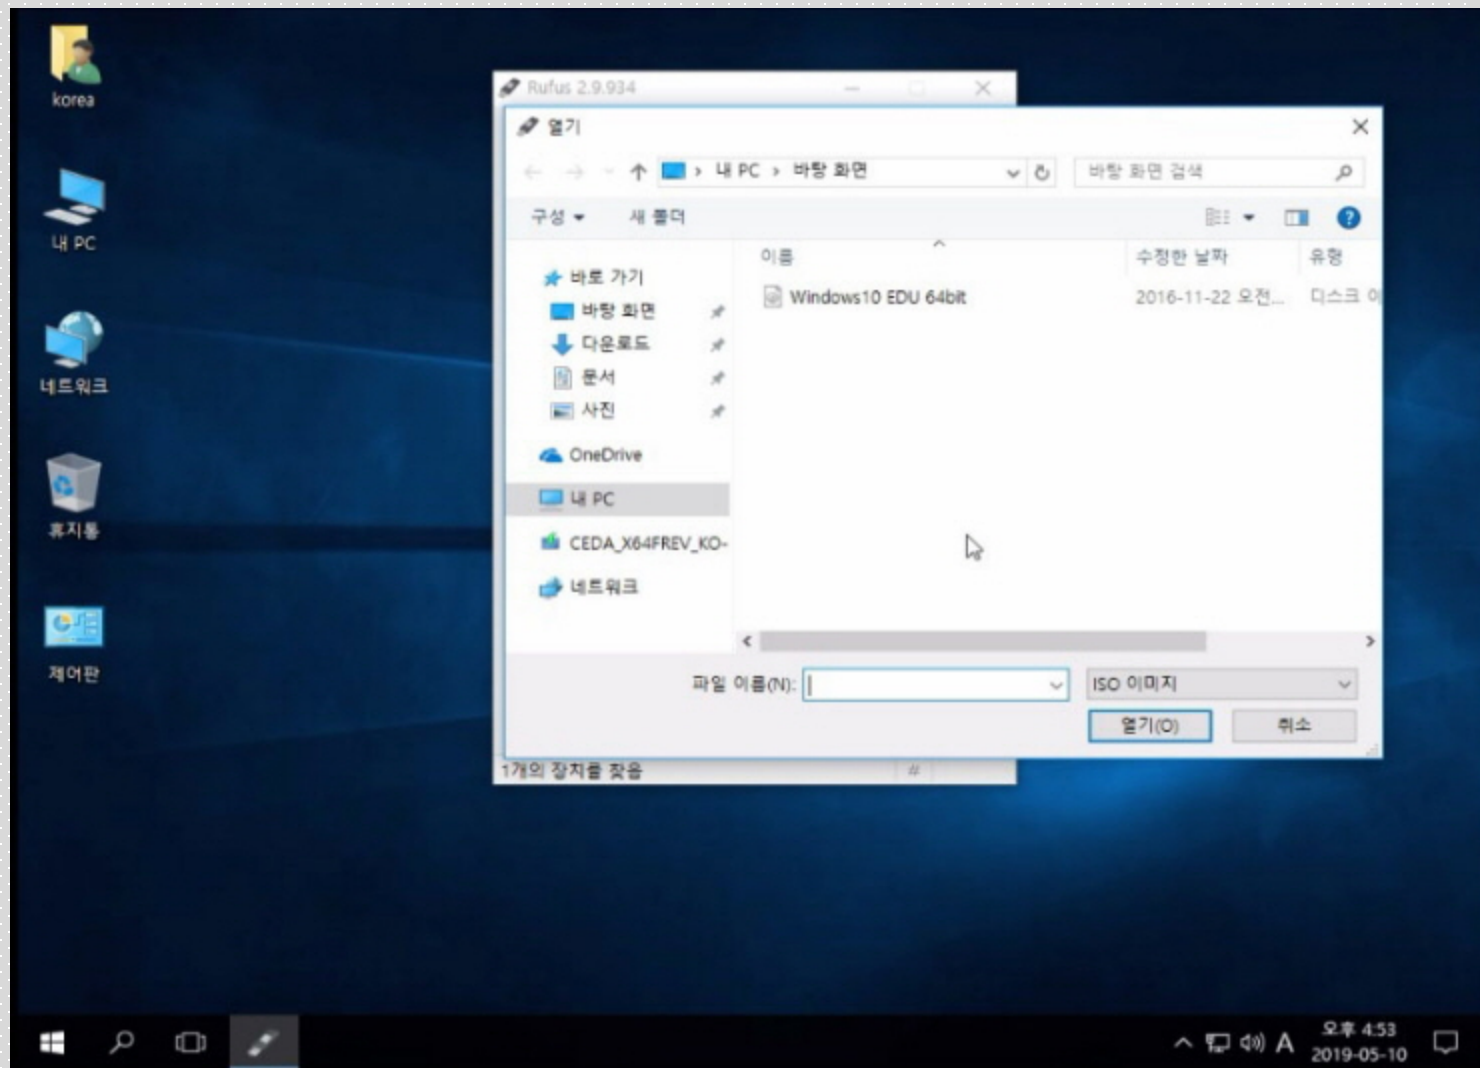 korea
내 PC
네트워크
휴지통
제어판
Rufus 2.9.934
열기
내 PC > 바탕 화면
바탕 화면 검색
구성
새 폴더
이름
수정한 날짜
유형
Windows10 EDU 64bit
2016-11-22 오전...
디스크 이
바로 가기
바탕 화면
다운로드
문서
사진
OneDrive
내 PC
CEDA_X64FREV_KO-
네트워크
파일 이름(N):
ISO 이미지
열기(O)
취소
1개의 장치를 찾음
#
A
오후 4:53
2019-05-10